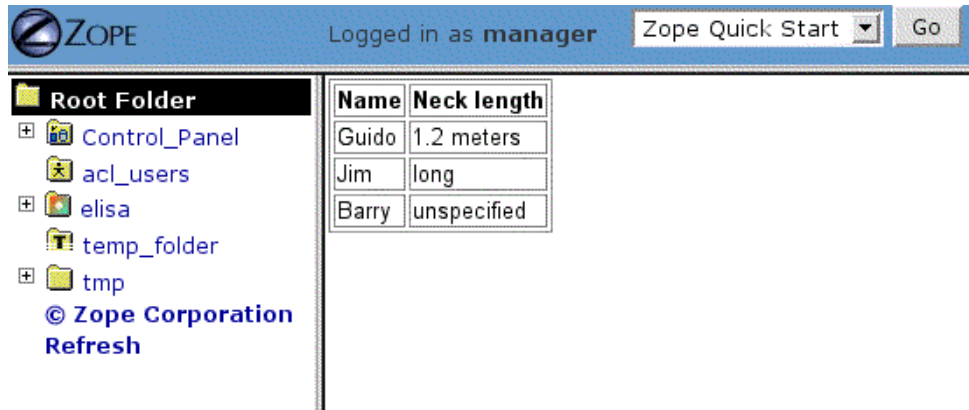 ZOPE
Logged in as manager
Zope Quick Start
Go
Root Folder
Control_Panel
acl_users
elisa
temp_folder
tmp
© Zope Corporation
Refresh
Name Neck length
Guido 1.2 meters
Jim long
Barry unspecified